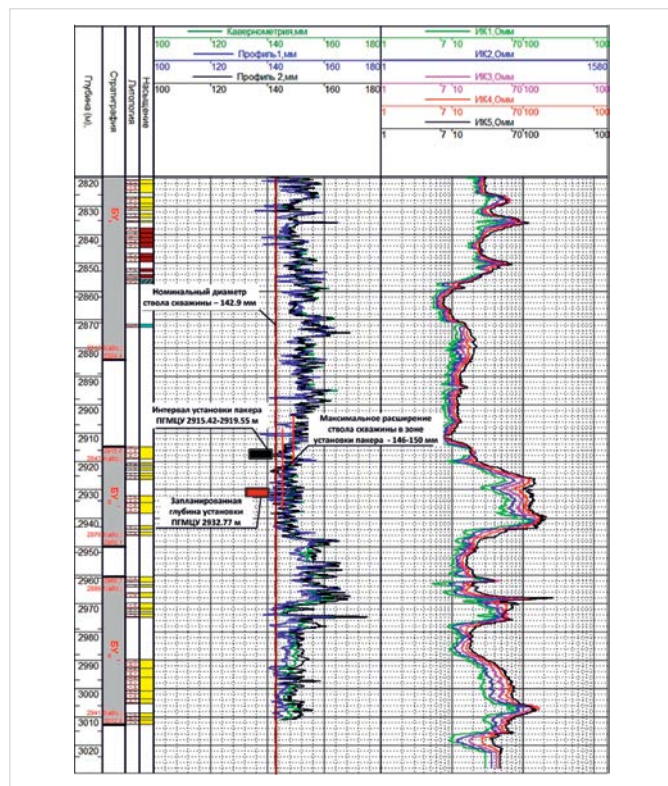 Каверномтрия,мм
100 120 140 160 180
Профиль1,мм
100 120 140 160 180
Профиль 2,мм
100 120 140 160 180
ИК1,Омм
1 7 10 70 100 100
ИК2,Омм
1 1580
ИК3,Омм
1 7 10 70 100 100
ИК4,Омм
1 7 10 70 100 100
ИК5,Омм
1 7 10 70 100 100
Глубина (м),
Стратиграфия
Литология
Насыщение
2820
2830
2840
2850
2860
2870
2880
2890
2900
2910
2920
2930
2940
2950
2960
2970
2980
2990
3000
3010
3020
Номинальный диаметр
ствола скважины – 142.9 мм
Интервал установки пакера
ПГМЦУ 2915.42-2919.55 м
Максимальное расширение
ствола скважины в зоне
установки пакера - 146-150 мм
Запланированная
глубина установки
ПГМЦУ 2932.77 м